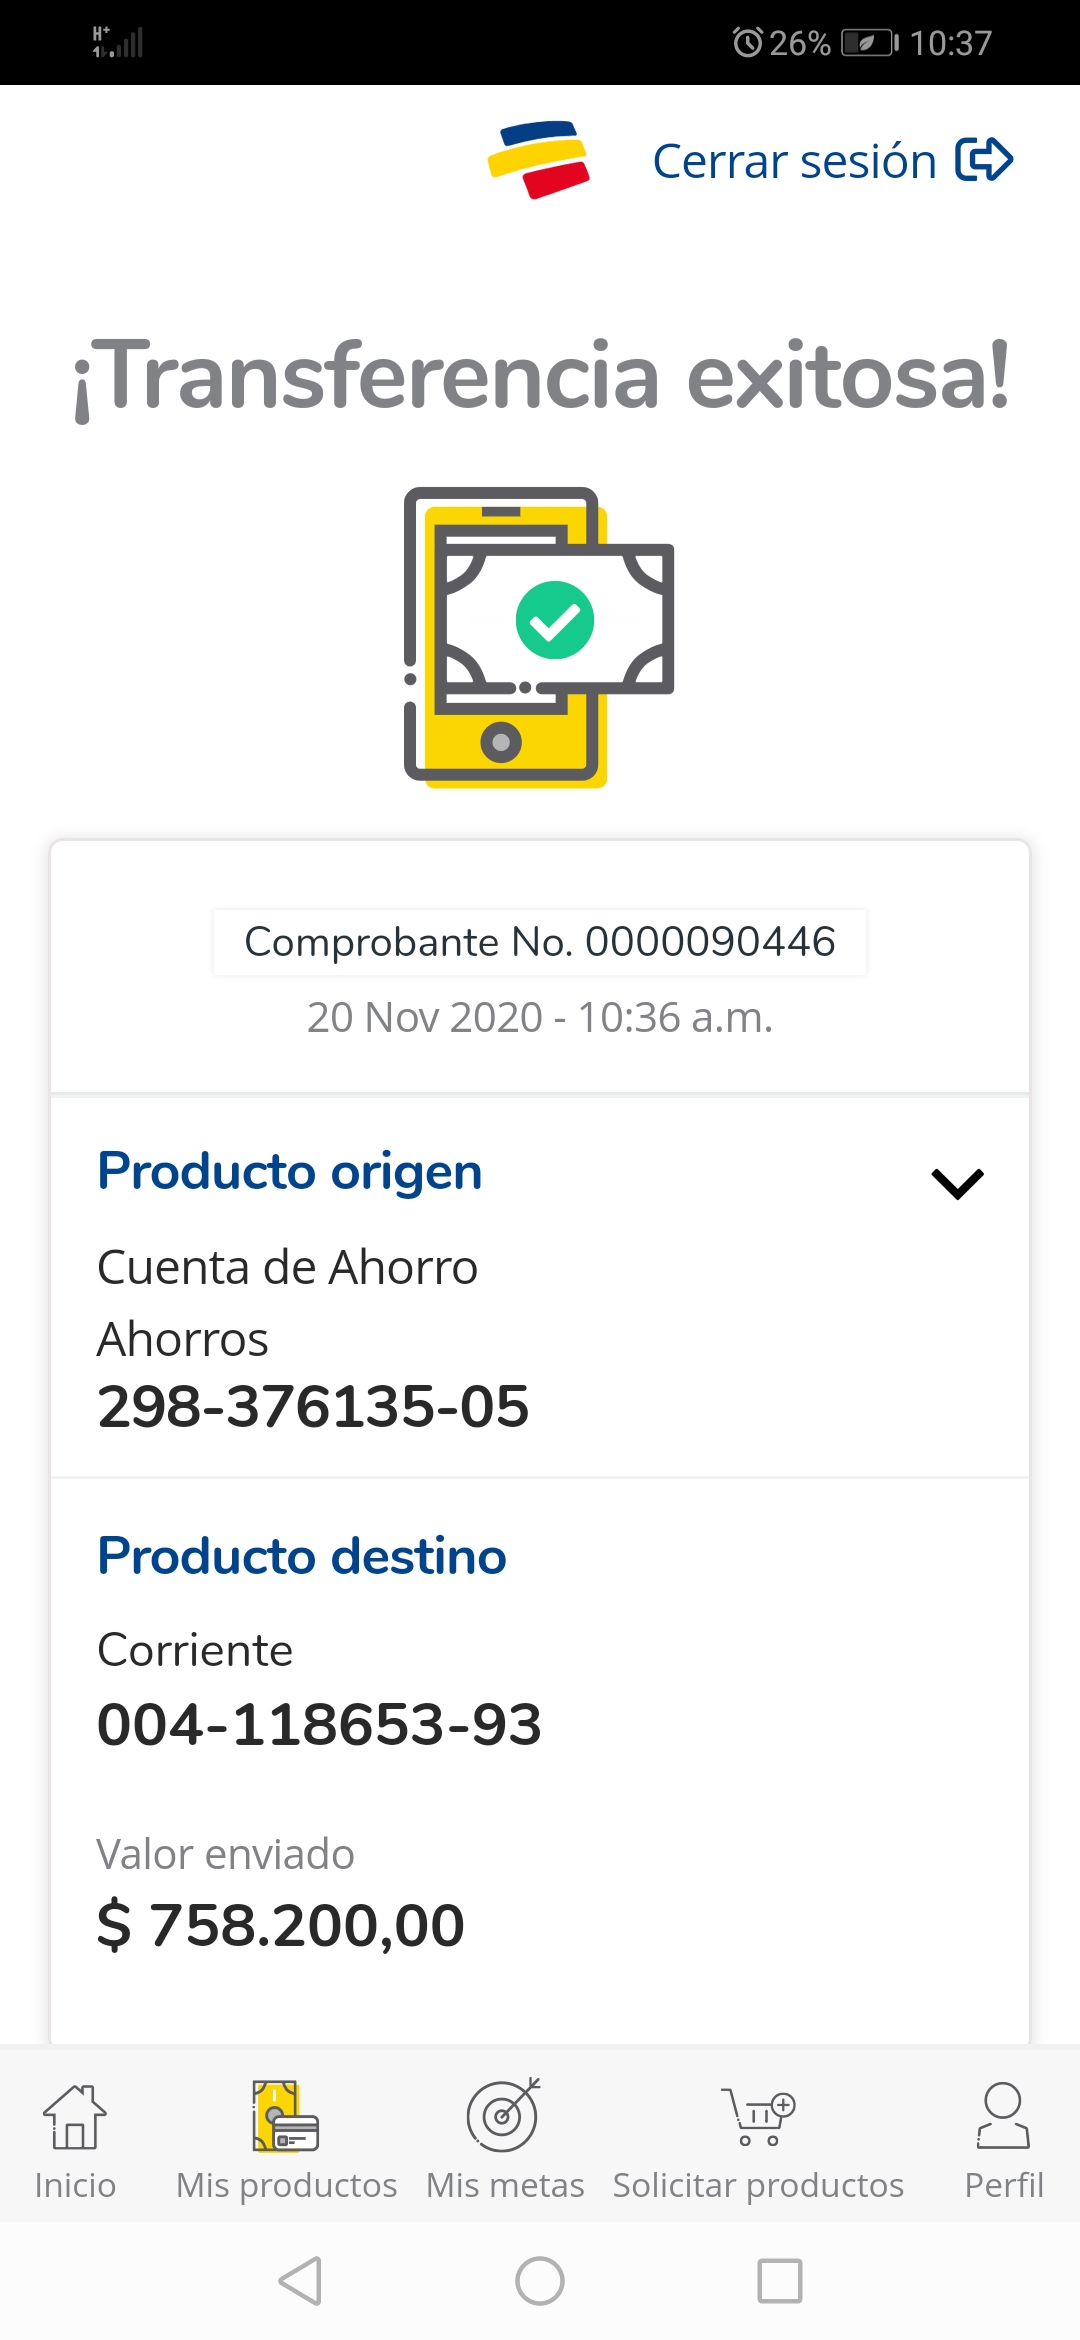 H+
26% 10:37
Cerrar sesión
¡Transferencia exitosa!
Comprobante No. 0000090446
20 Nov 2020 - 10:36 a.m.
Producto origen
Cuenta de Ahorro
Ahorros
298-376135-05
Producto destino
Corriente
004-118653-93
Valor enviado
$ 758.200,00
Inicio Mis productos Mis metas Solicitar productos Perfil